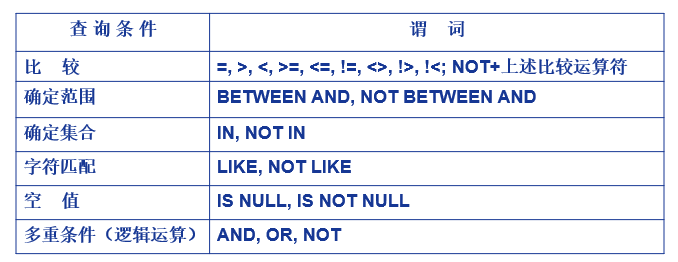 查询条件 谓词
比 较 =, >, <, >=, <=, !=, <>, !>, !<; NOT+上述比较运算符
确定范围 BETWEEN AND, NOT BETWEEN AND
确定集合 IN, NOT IN
字符匹配 LIKE, NOT LIKE
空 值 IS NULL, IS NOT NULL
多重条件（逻辑运算） AND, OR, NOT